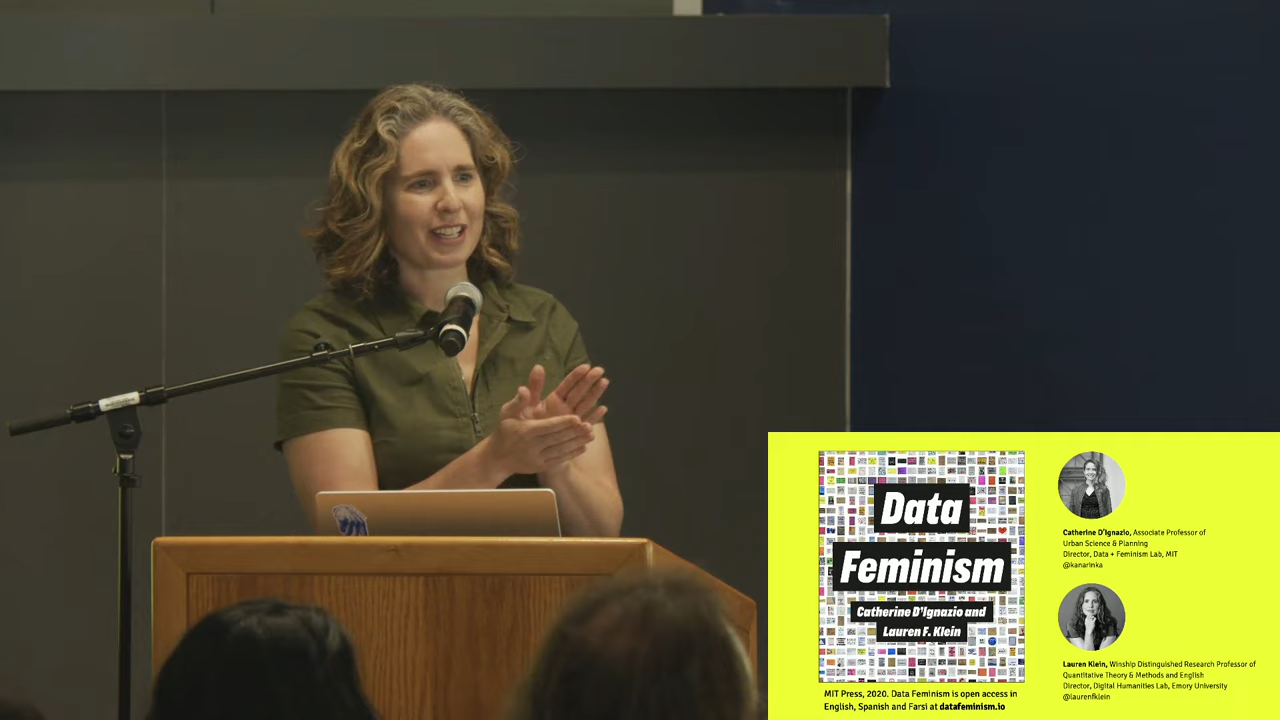 Data
Feminism
Catherine D'Ignazio and
Lauren F. Klein
MIT Press, 2020. Data Feminism is open access in
English, Spanish and Farsi at datafeminism.io
Catherine D'Ignazio, Associate Professor of
Urban Science & Planning
Director, Data + Feminism Lab, MIT
@kanarinka
Lauren Klein, Winship Distinguished Research Professor of
Quantitative Theory & Methods and English
Director, Digital Humanities Lab, Emory University
@laurenfklein